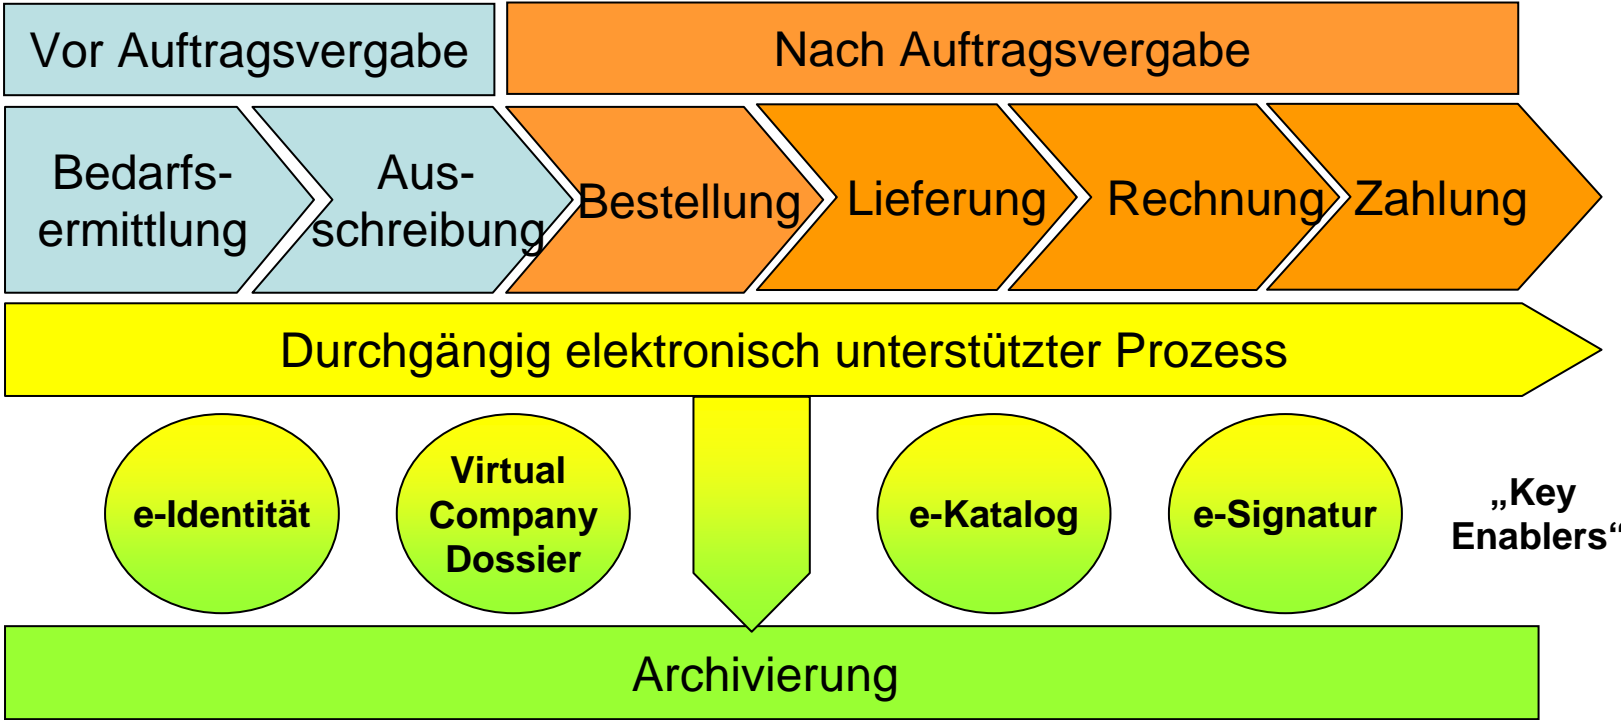 Vor Auftragsvergabe
Nach Auftragsvergabe
Bedarfs-
ermittlung
Aus-
schreibung
Bestellung
Lieferung
Rechnung
Zahlung
Durchgängig elektronisch unterstützter Prozess
e-Identität
Virtual
Company
Dossier
e-Katalog
e-Signatur
„Key
Enablers“
Archivierung